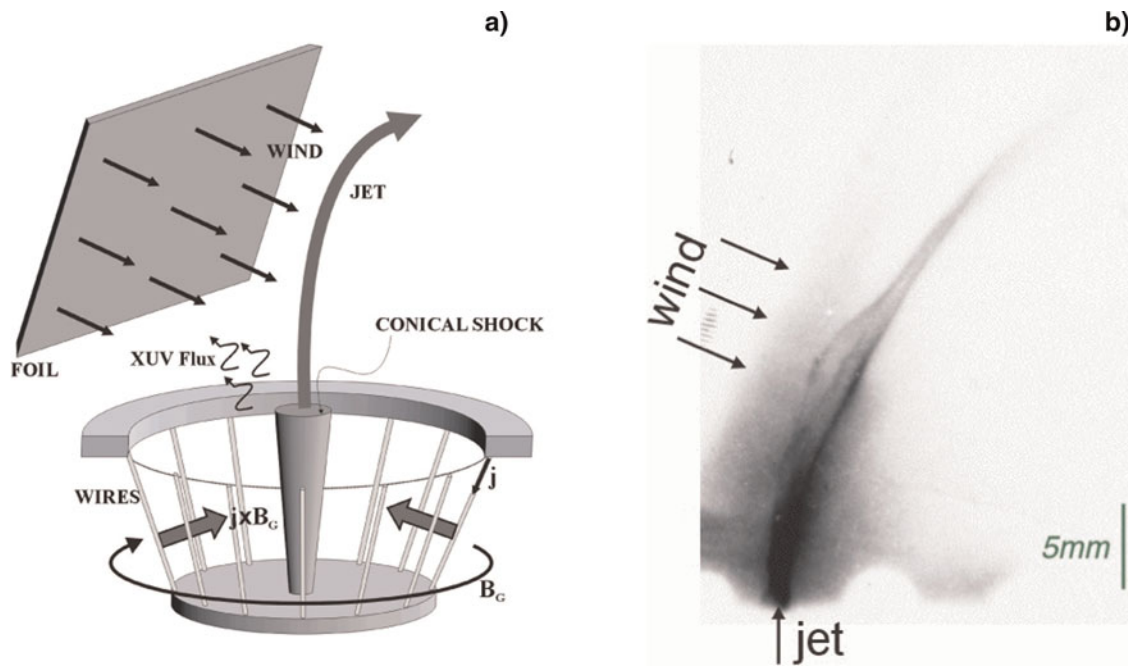 a)
WIND
JET
CONICAL SHOCK
XUV Flux
FOIL
WIRES
j
jxB_G
B_G
b)
wind
5mm
jet